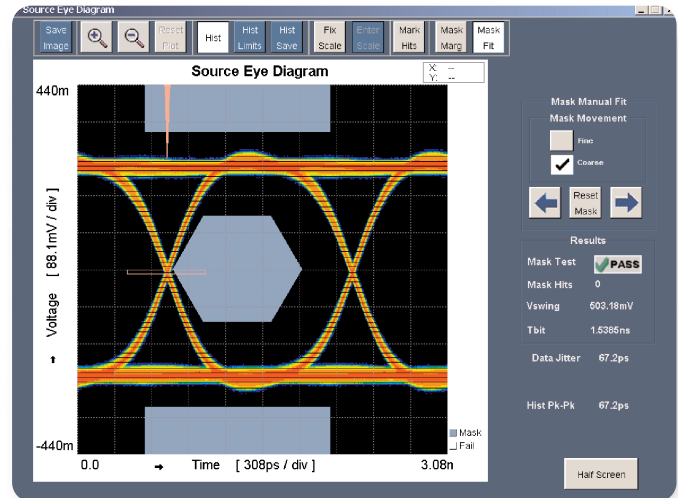 Source Eye Diagram
Save Image
Reset Plot
Hist
Hist Limits
Hist Save
Fix Scale
Enter Scale
Mark Hits
Mask Marg
Mask Fit
Source Eye Diagram
X: --
Y: --
440m
Voltage [ 88.1mV / div ]
-440m
0.0
Time [ 308ps / div ]
3.08n
Mask
Fail
Mask Manual Fit
Mask Movement
Fine
Coarse
Reset Mask
Results
Mask Test PASS
Mask Hits 0
Vswing 503.18mV
Tbit 1.5385ns
Data Jitter 67.2ps
Hist Pk-Pk 67.2ps
Half Screen